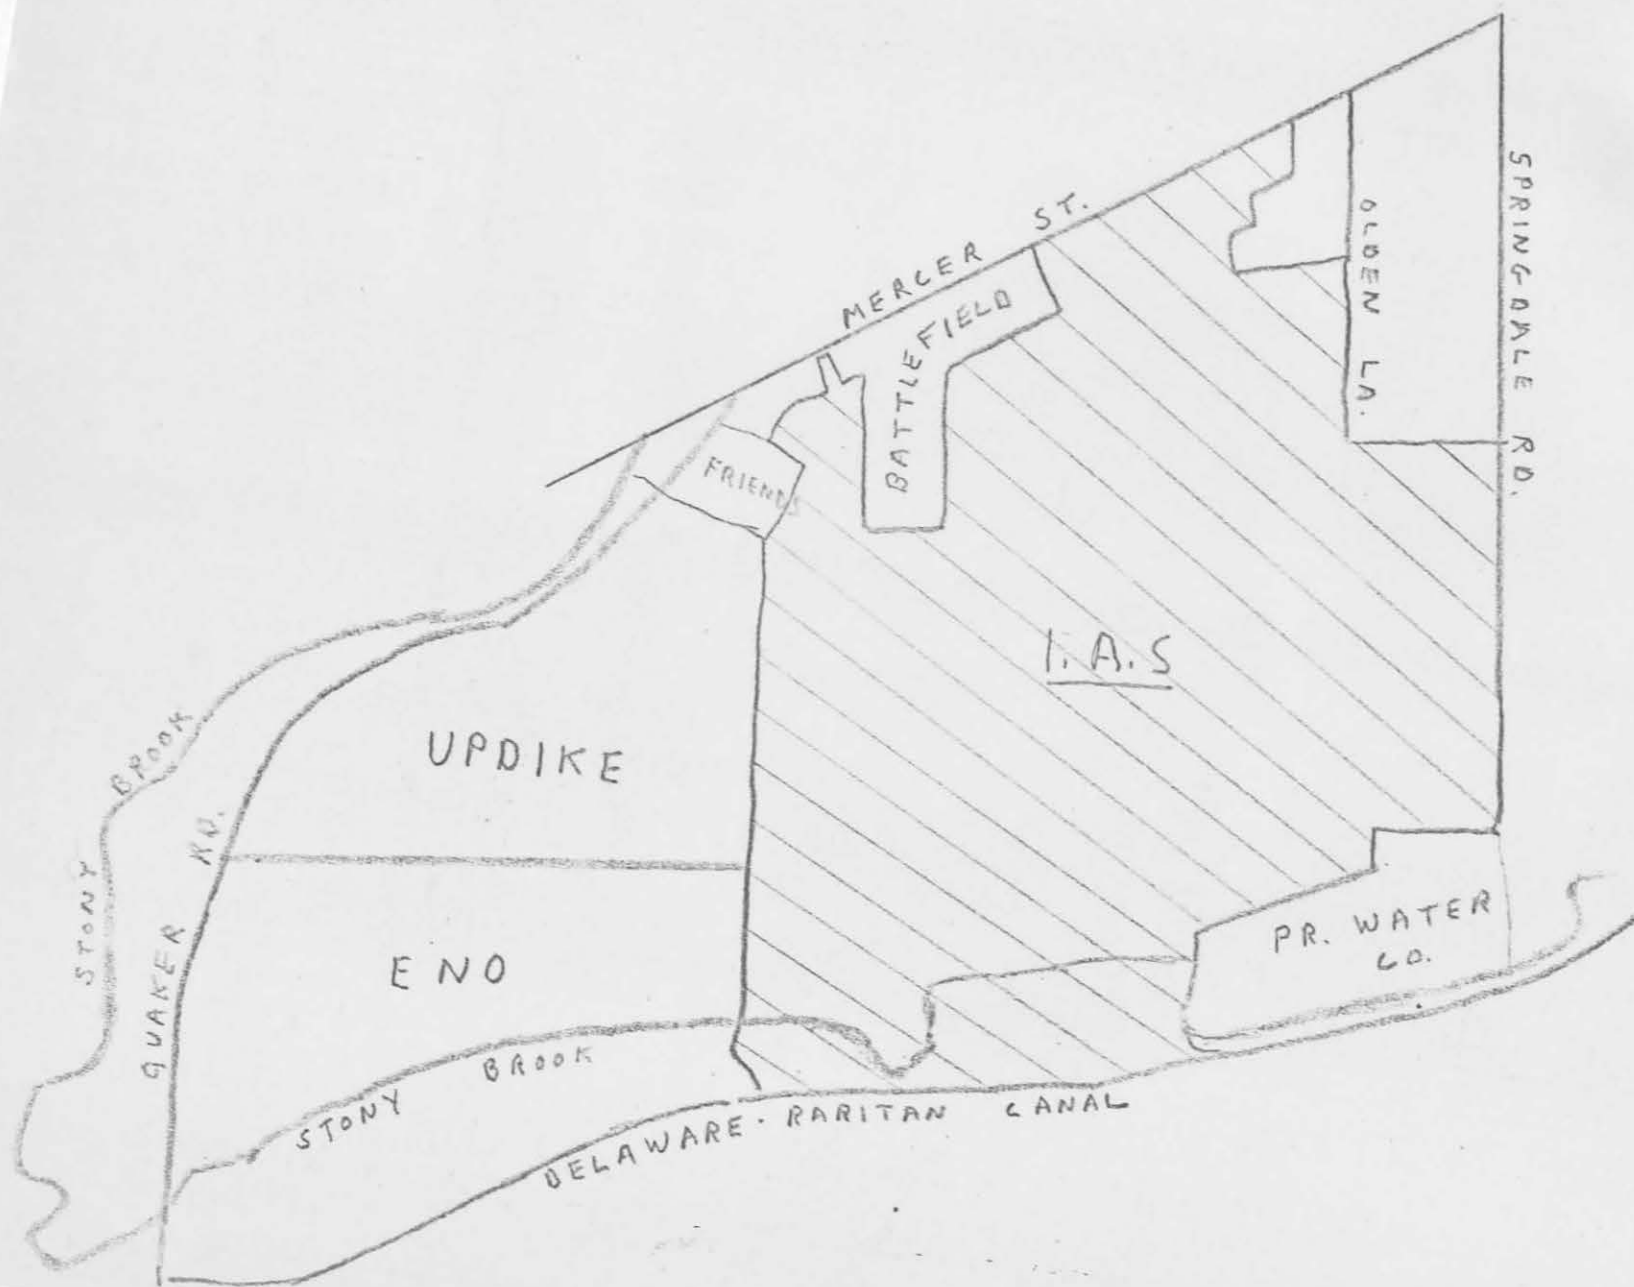 MERCER ST.
SPRINGDALE RD.
OLDEN LA.
BATTLEFIELD
FRIENDS
I.A.S
UPDIKE
STONY BROOK
QUAKER RD.
ENO
PR. WATER
CO.
STONY BROOK
DELAWARE-RARITAN CANAL